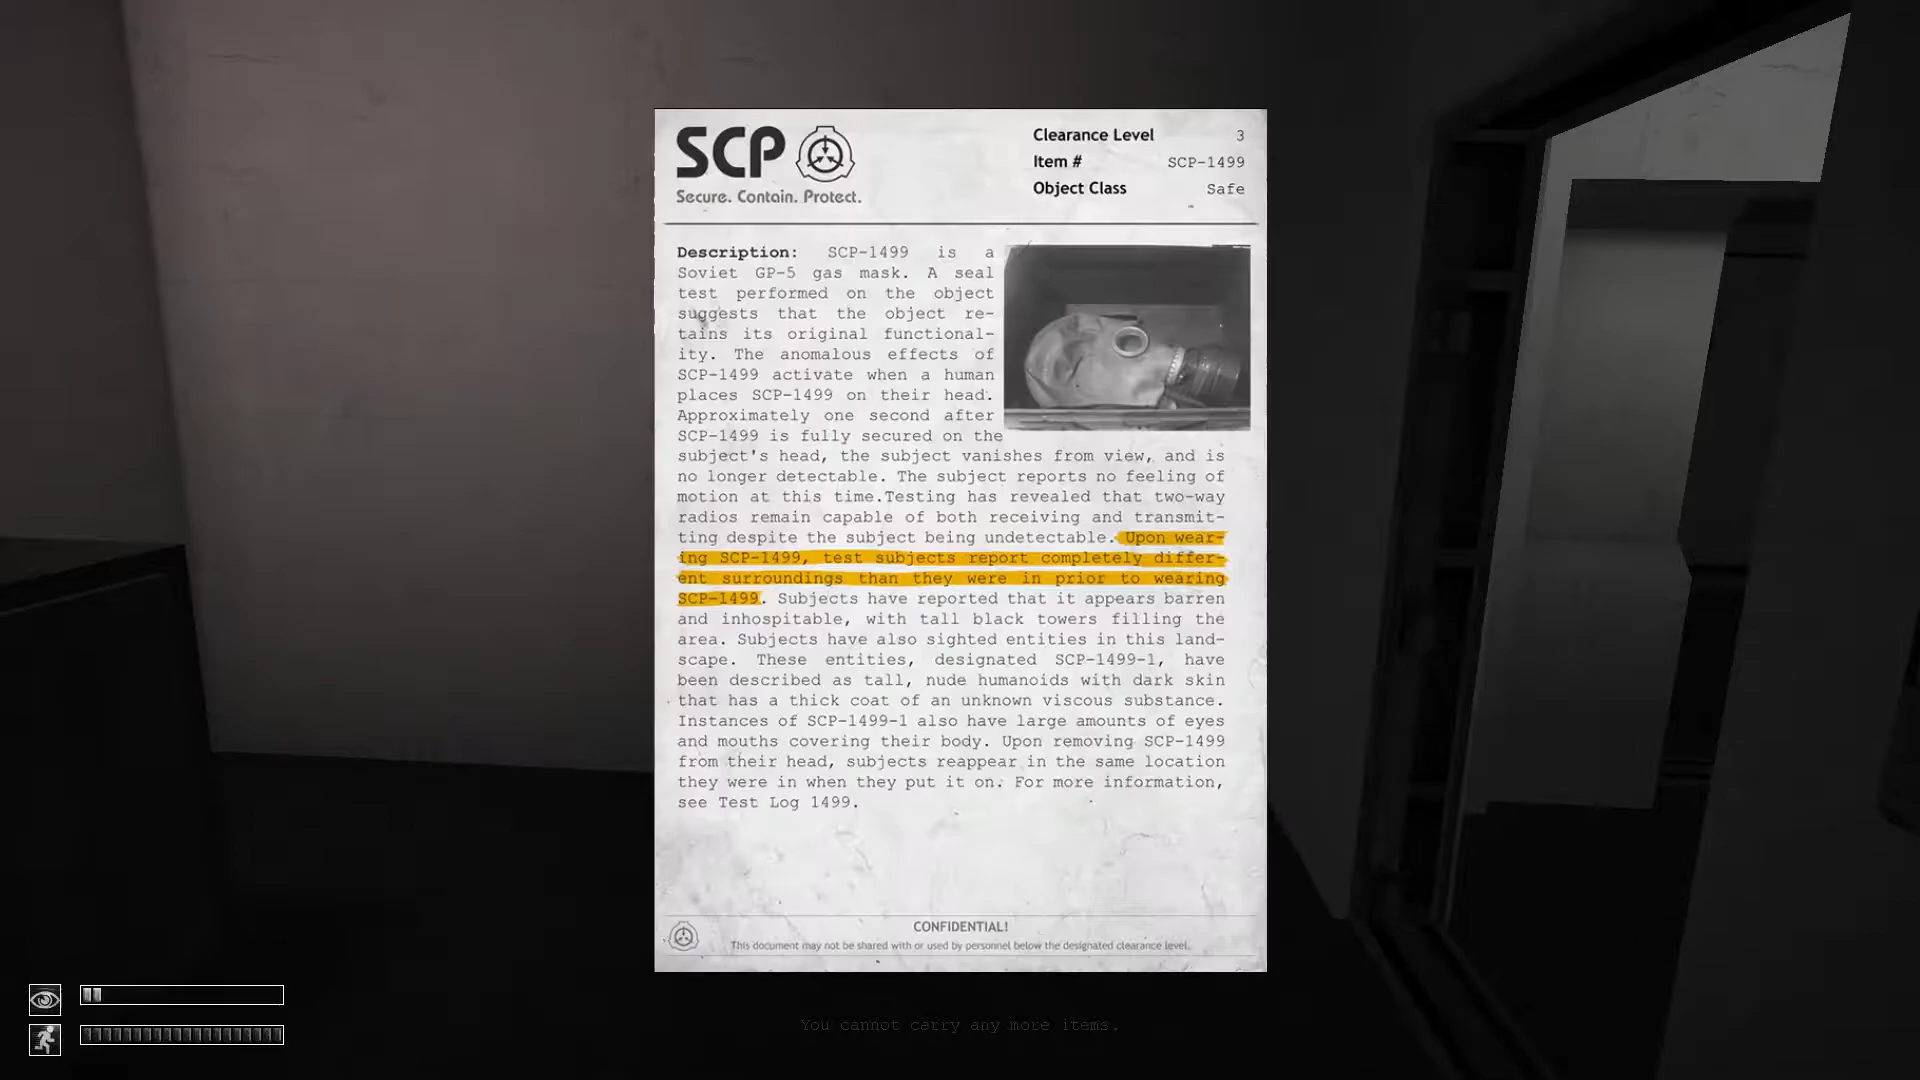 SCP
Secure. Contain. Protect.
Clearance Level 3
Item # SCP-1499
Object Class Safe
Description: SCP-1499 is a
Soviet GP-5 gas mask. A seal
test performed on the object
suggests that the object re-
tains its original functional-
ity. The anomalous effects of
SCP-1499 activate when a human
places SCP-1499 on their head.
Approximately one second after
SCP-1499 is fully secured on the
subject's head, the subject vanishes from view, and is
no longer detectable. The subject reports no feeling of
motion at this time.Testing has revealed that two-way
radios remain capable of both receiving and transmit-
ting despite the subject being undetectable. Upon wear-
ing SCP-1499, test subjects report completely differ-
ent surroundings than they were in prior to wearing
SCP-1499. Subjects have reported that it appears barren
and inhospitable, with tall black towers filling the
area. Subjects have also sighted entities in this land-
scape. These entities, designated SCP-1499-1, have
been described as tall, nude humanoids with dark skin
that has a thick coat of an unknown viscous substance.
Instances of SCP-1499-1 also have large amounts of eyes
and mouths covering their body. Upon removing SCP-1499
from their head, subjects reappear in the same location
they were in when they put it on. For more information,
see Test Log 1499.
CONFIDENTIAL!
This document may not be shared with or used by personnel below the designated clearance level.
You cannot carry any more items.